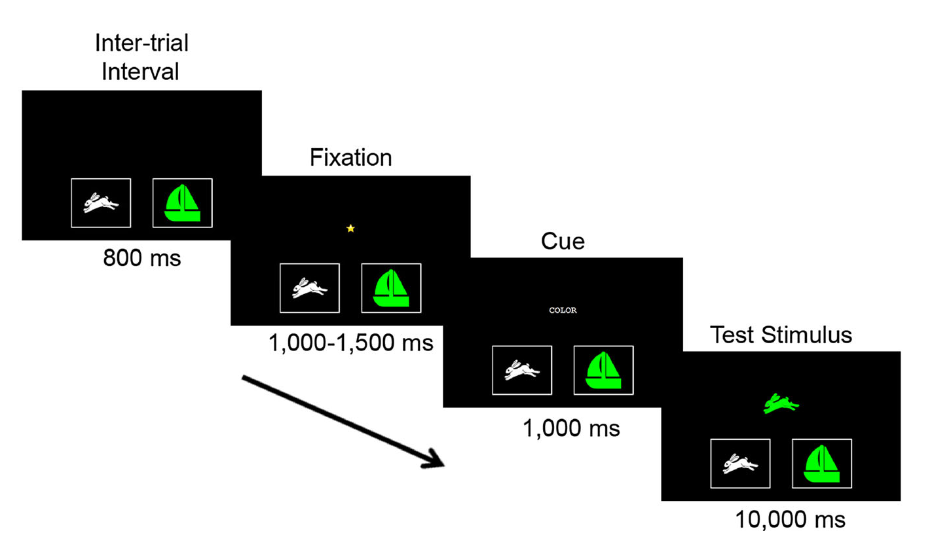 Inter-trial
Interval
800 ms
Fixation
1,000-1,500 ms
Cue
COLOR
1,000 ms
Test Stimulus
10,000 ms